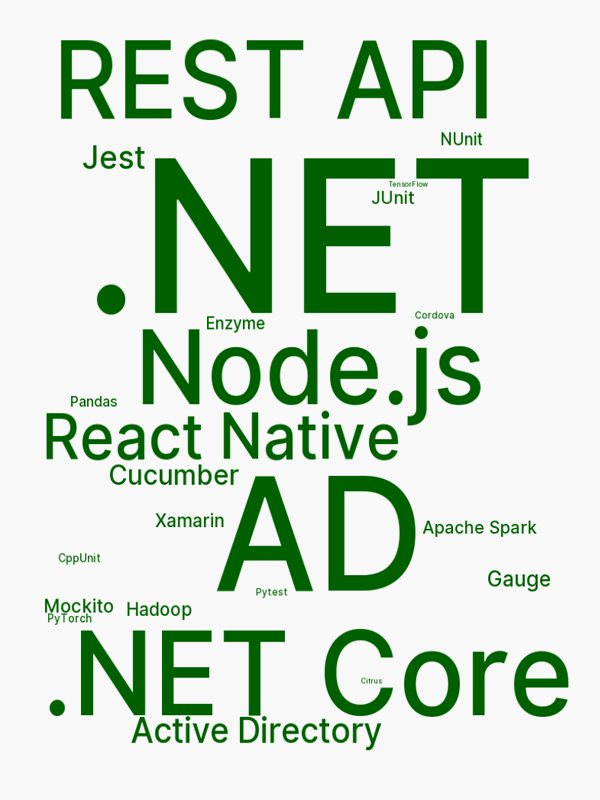 REST API
NUnit
Jest
.NET
TensorFlow
JUnit
Enzyme
Cordova
Node.js
Pandas
React Native
Cucumber
AD
Xamarin
Apache Spark
CppUnit
Gauge
Pytest
Mockito
Hadoop
PyTorch
.NET Core
Citrus
Active Directory